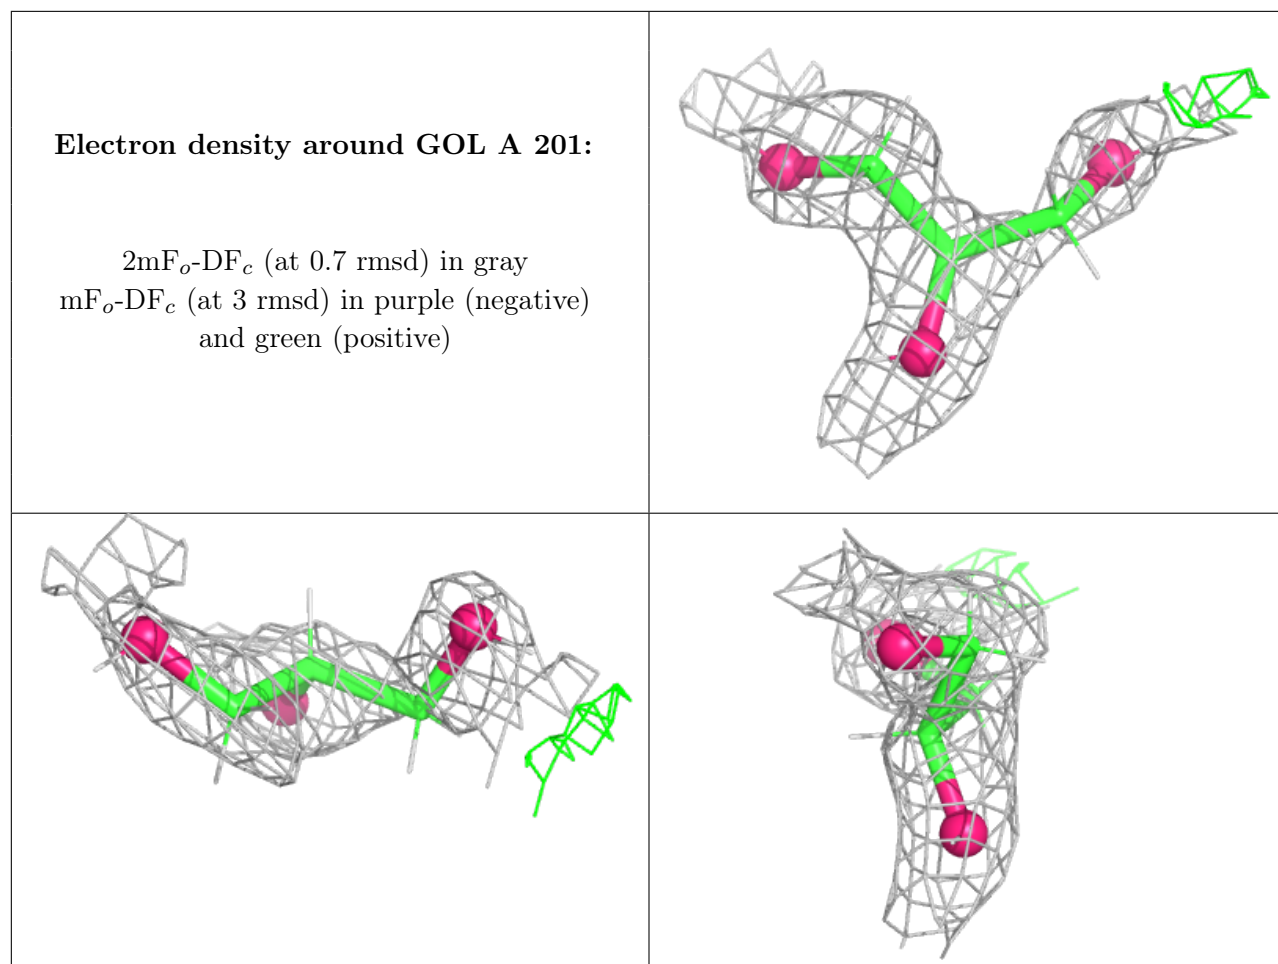 Electron density around GOL A 201:
2mFₒ-DF𝒸 (at 0.7 rmsd) in gray
mFₒ-DF𝒸 (at 3 rmsd) in purple (negative)
and green (positive)